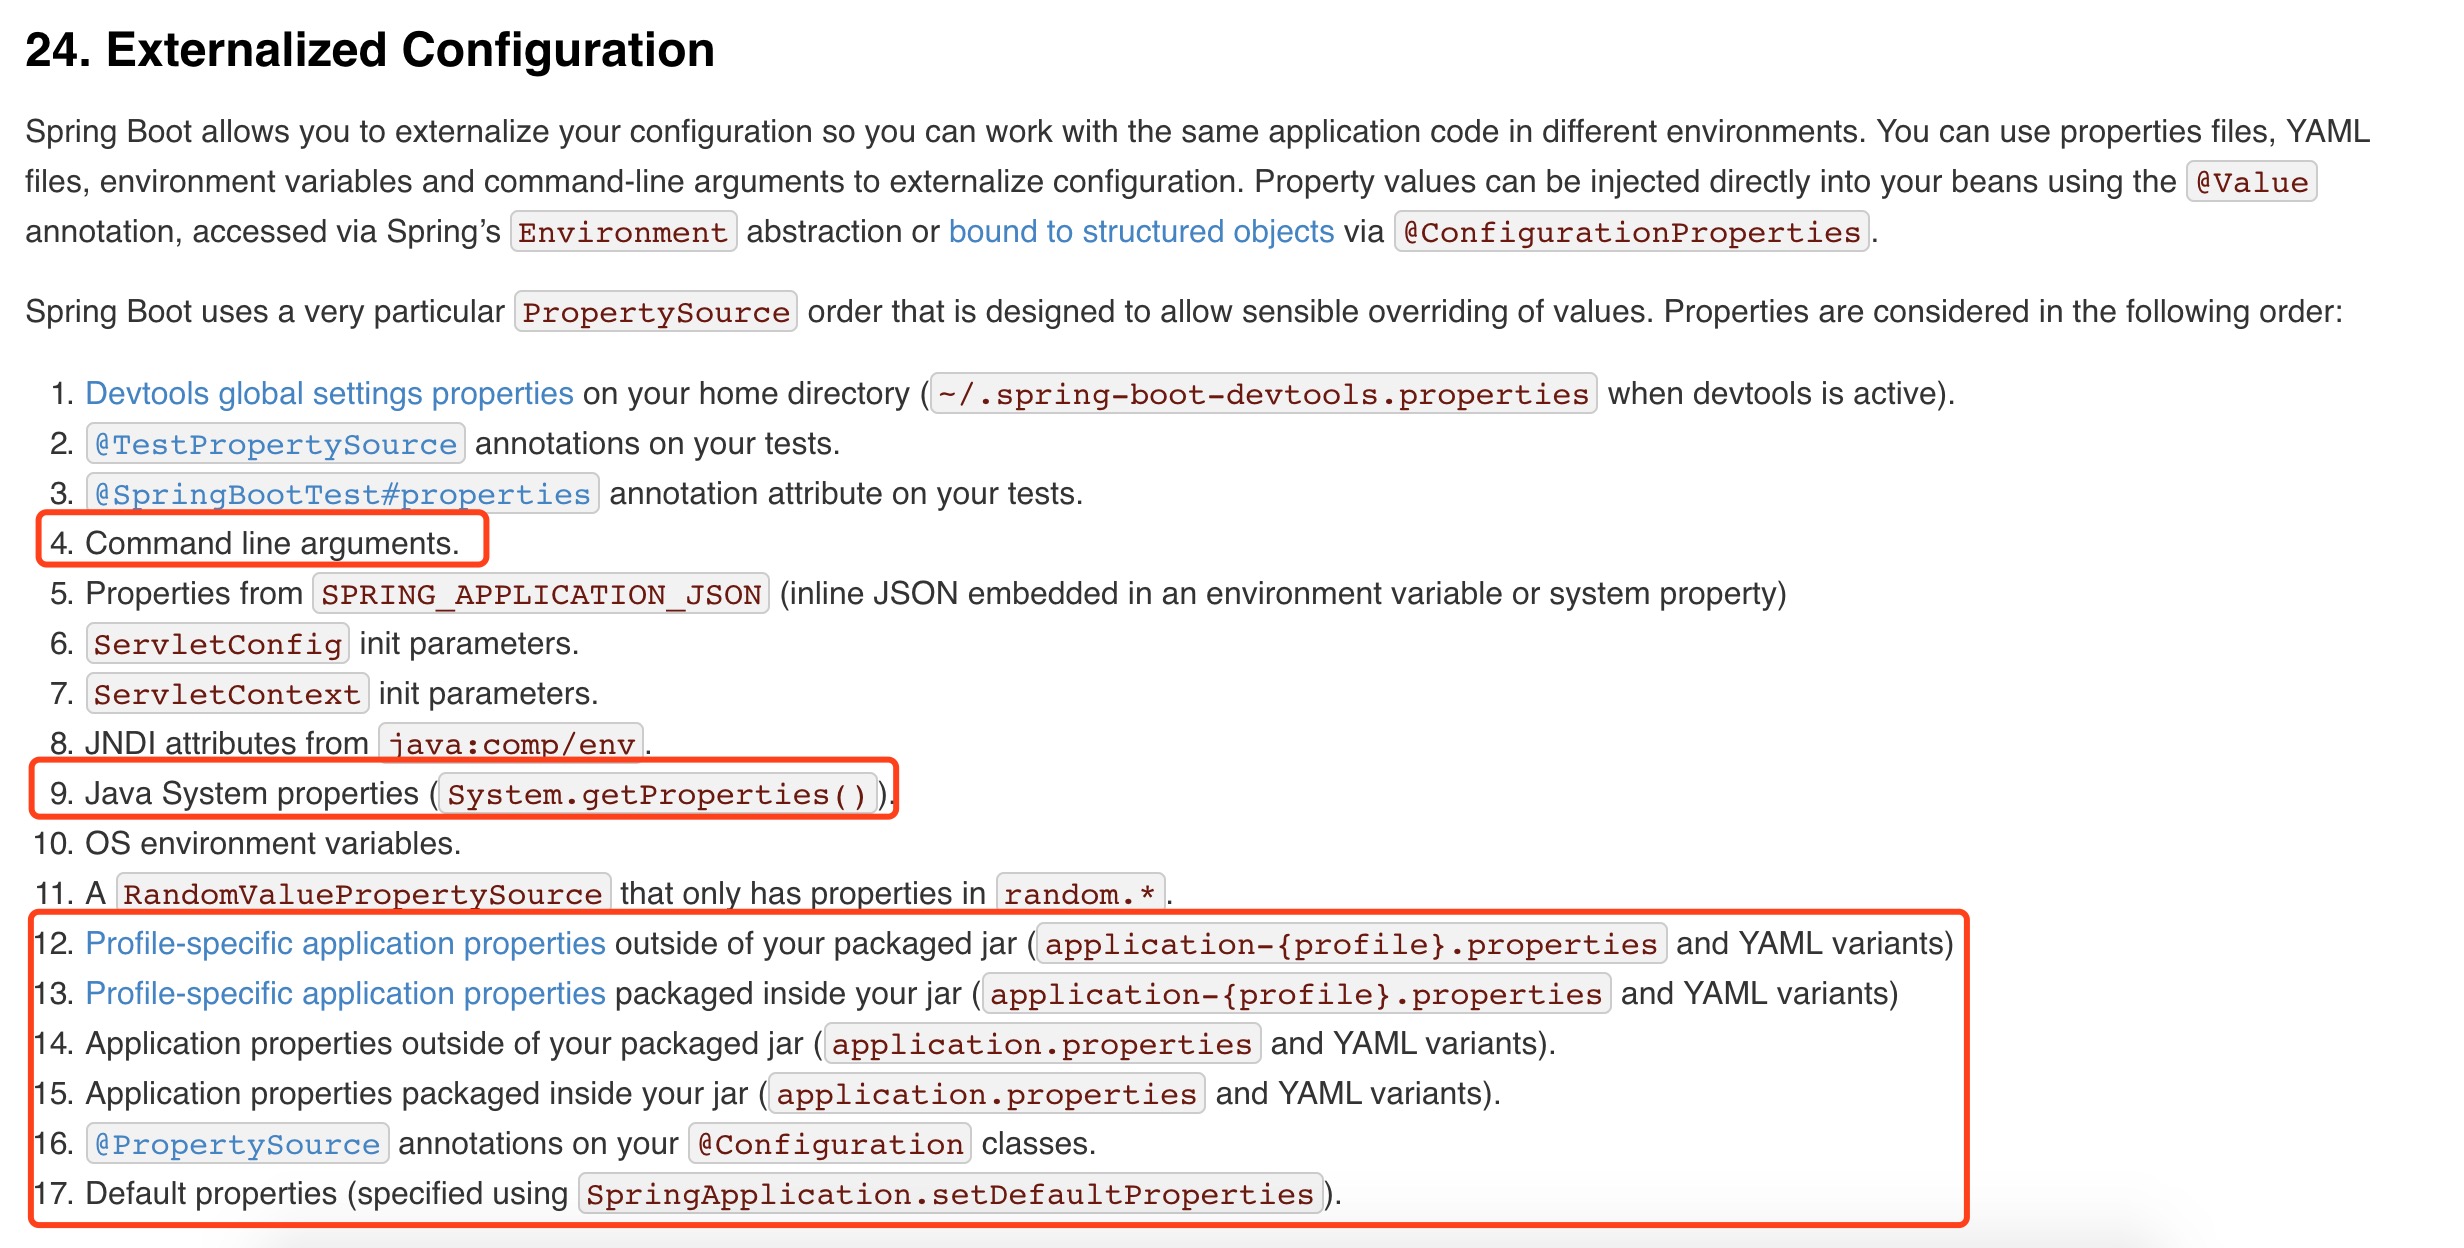 24. Externalized Configuration
Spring Boot allows you to externalize your configuration so you can work with the same application code in different environments. You can use properties files, YAML
files, environment variables and command-line arguments to externalize configuration. Property values can be injected directly into your beans using the @Value
annotation, accessed via Spring’s Environment abstraction or bound to structured objects via @ConfigurationProperties.
Spring Boot uses a very particular PropertySource order that is designed to allow sensible overriding of values. Properties are considered in the following order:
1. Devtools global settings properties on your home directory (~/.spring-boot-devtools.properties when devtools is active).
2. @TestPropertySource annotations on your tests.
3. @SpringBootTest#properties annotation attribute on your tests.
4. Command line arguments.
5. Properties from SPRING_APPLICATION_JSON (inline JSON embedded in an environment variable or system property)
6. ServletConfig init parameters.
7. ServletContext init parameters.
8. JNDI attributes from java:comp/env.
9. Java System properties (System.getProperties()).
10. OS environment variables.
11. A RandomValuePropertySource that only has properties in random.*.
12. Profile-specific application properties outside of your packaged jar (application-{profile}.properties and YAML variants)
13. Profile-specific application properties packaged inside your jar (application-{profile}.properties and YAML variants)
14. Application properties outside of your packaged jar (application.properties and YAML variants).
15. Application properties packaged inside your jar (application.properties and YAML variants).
16. @PropertySource annotations on your @Configuration classes.
17. Default properties (specified using SpringApplication.setDefaultProperties).